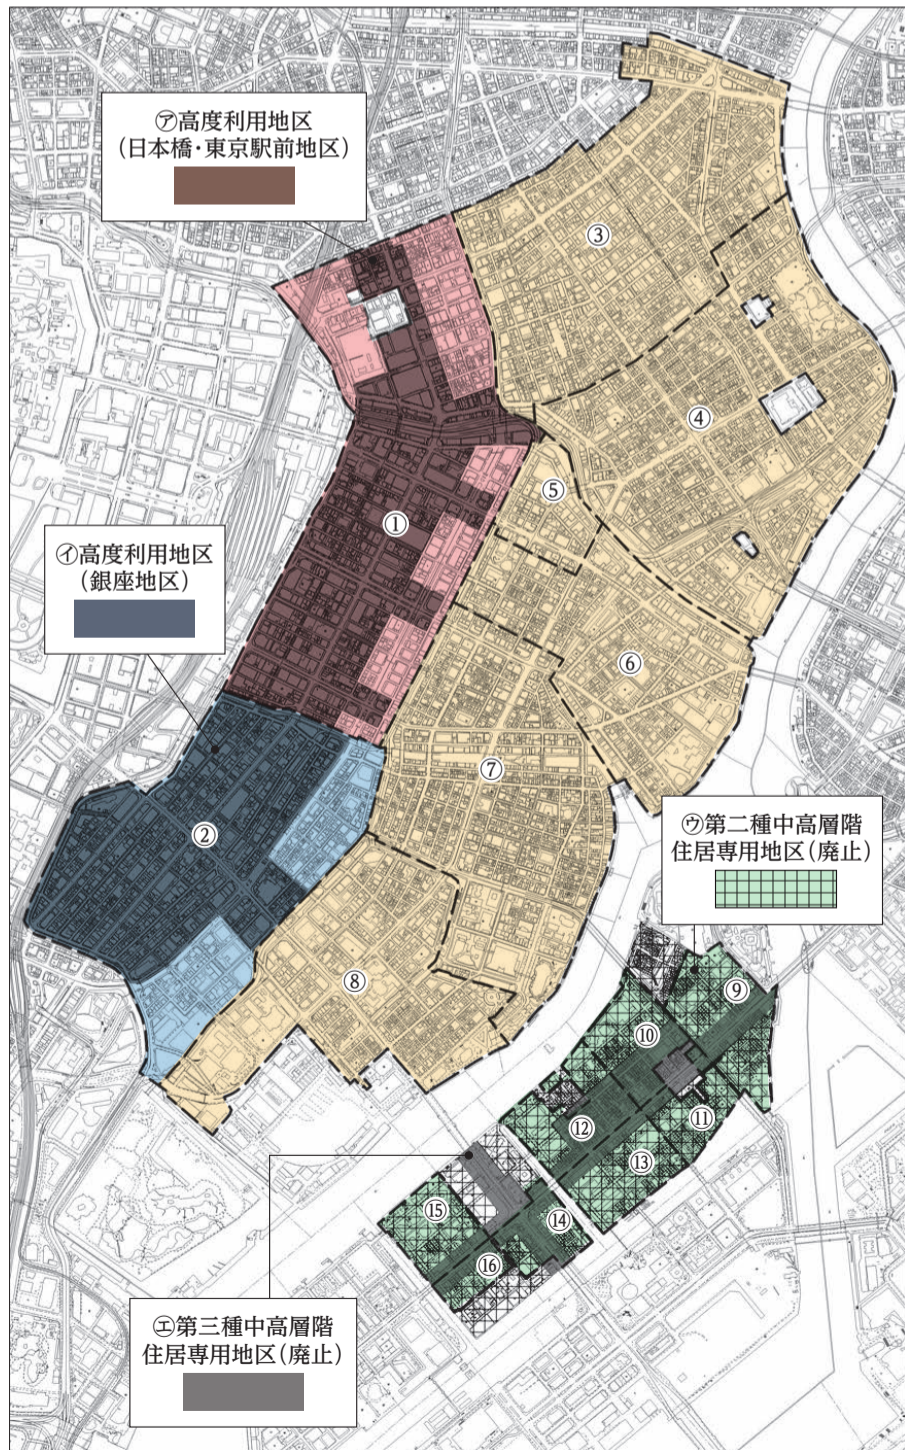 ㋐高度利用地区
(日本橋・東京駅前地区)
③
④
⑤
①
㋑高度利用地区
(銀座地区)
⑥
⑦
②
㋒第二種中高層階
住居専用地区(廃止)
⑧
⑨
⑩
⑪
⑫
⑬
⑭
⑮
⑯
㋓第三種中高層階
住居専用地区(廃止)